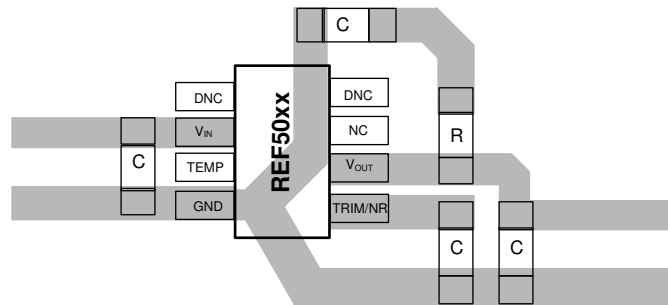 C
DNC
DNC
REF50xx
VIN
NC
R
C
TEMP
VOUT
GND
TRIM/NR
C
C